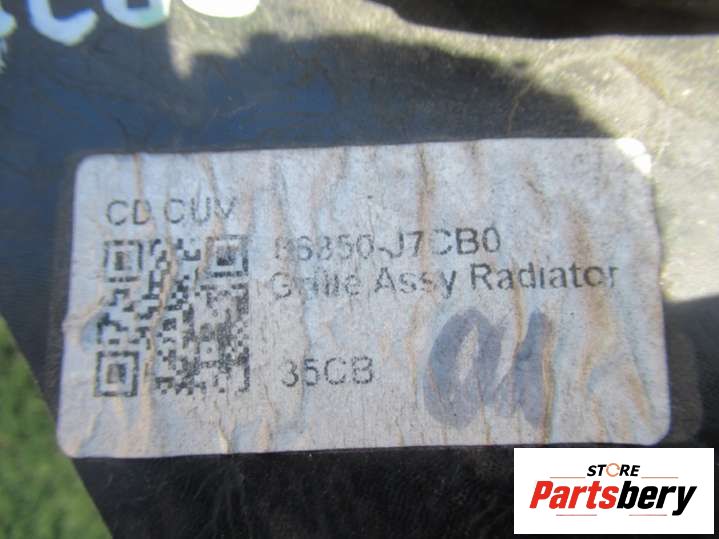 CD CUV
86350-J7CB0
Grille Assy Radiator
35CB
STORE
Partsbery